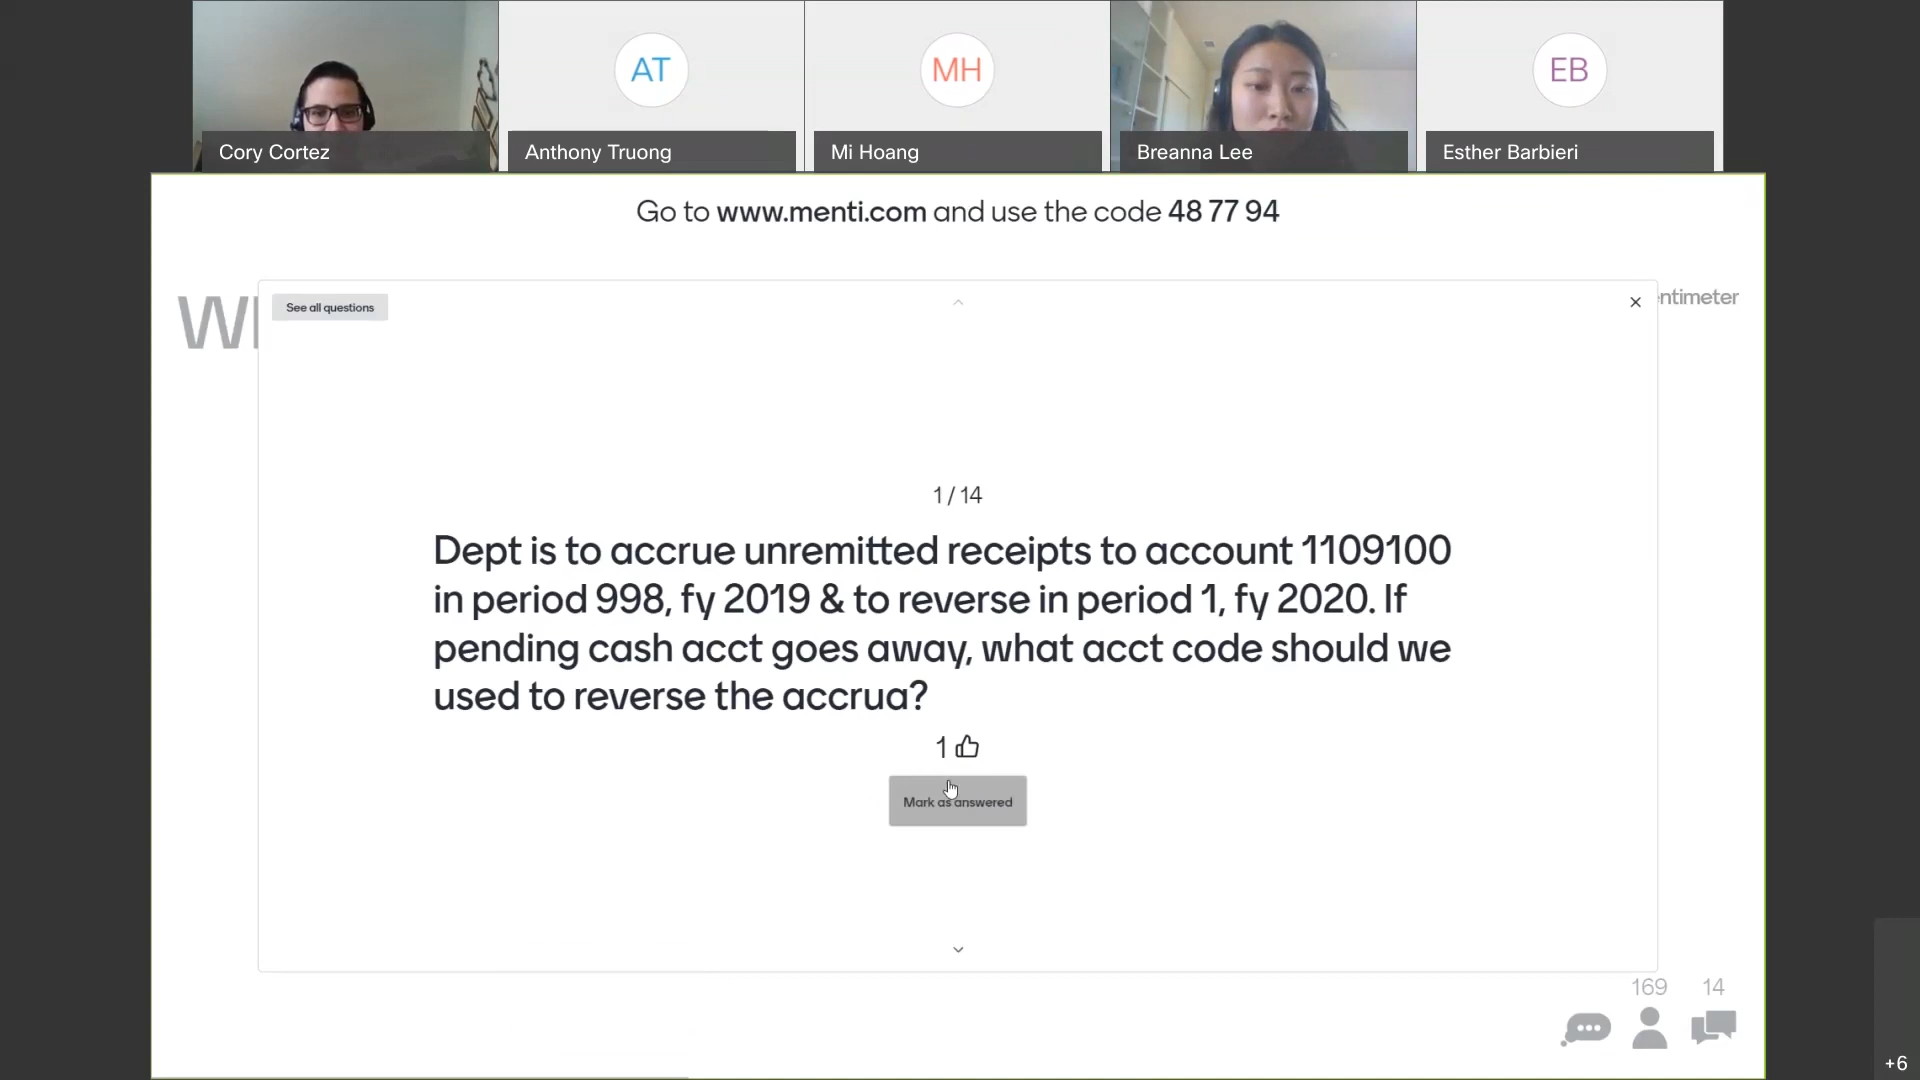 AT
MH
EB
Cory Cortez
Anthony Truong
Mi Hoang
Breanna Lee
Esther Barbieri
Go to www.menti.com and use the code 48 77 94
See all questions
ntimeter
1 / 14
Dept is to accrue unremitted receipts to account 1109100
in period 998, fy 2019 & to reverse in period 1, fy 2020. If
pending cash acct goes away, what acct code should we
used to reverse the accrua?
1
Mark as answered
169
14
+6